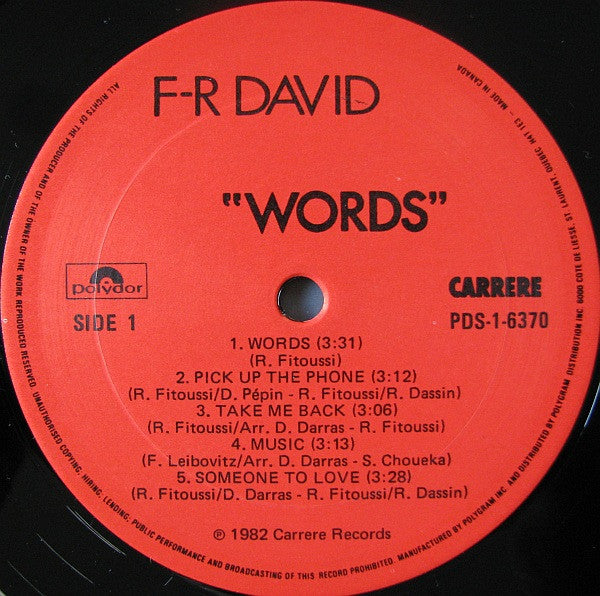 F-R DAVID
"WORDS"
polydor
CARRERE
SIDE 1
PDS-1-6370
1. WORDS (3:31)
(R. Fitoussi)
2. PICK UP THE PHONE (3:12)
(R. Fitoussi/D. Pépin - R. Fitoussi/R. Dassin)
3. TAKE ME BACK (3:06)
(R. Fitoussi/Arr. D. Darras - R. Fitoussi)
4. MUSIC (3:13)
(F. Leibovitz/Arr. D. Darras - S. Choueka)
5. SOMEONE TO LOVE (3:28)
(R. Fitoussi/D. Darras - R. Fitoussi/R. Dassin)
℗ 1982 Carrere Records
ALL RIGHTS OF THE PRODUCER AND OF THE OWNER OF THE WORK REPRODUCED RESERVED. UNAUTHORISED COPYING, HIRING, LENDING, PUBLIC PERFORMANCE AND BROADCASTING OF THIS RECORD PROHIBITED. MANUFACTURED BY POLYGRAM INC. AND DISTRIBUTED BY POLYGRAM DISTRIBUTION INC. 6000 COTE DE LIESSE, ST. LAURENT, QUEBEC H4T 1E3 – MADE IN CANADA